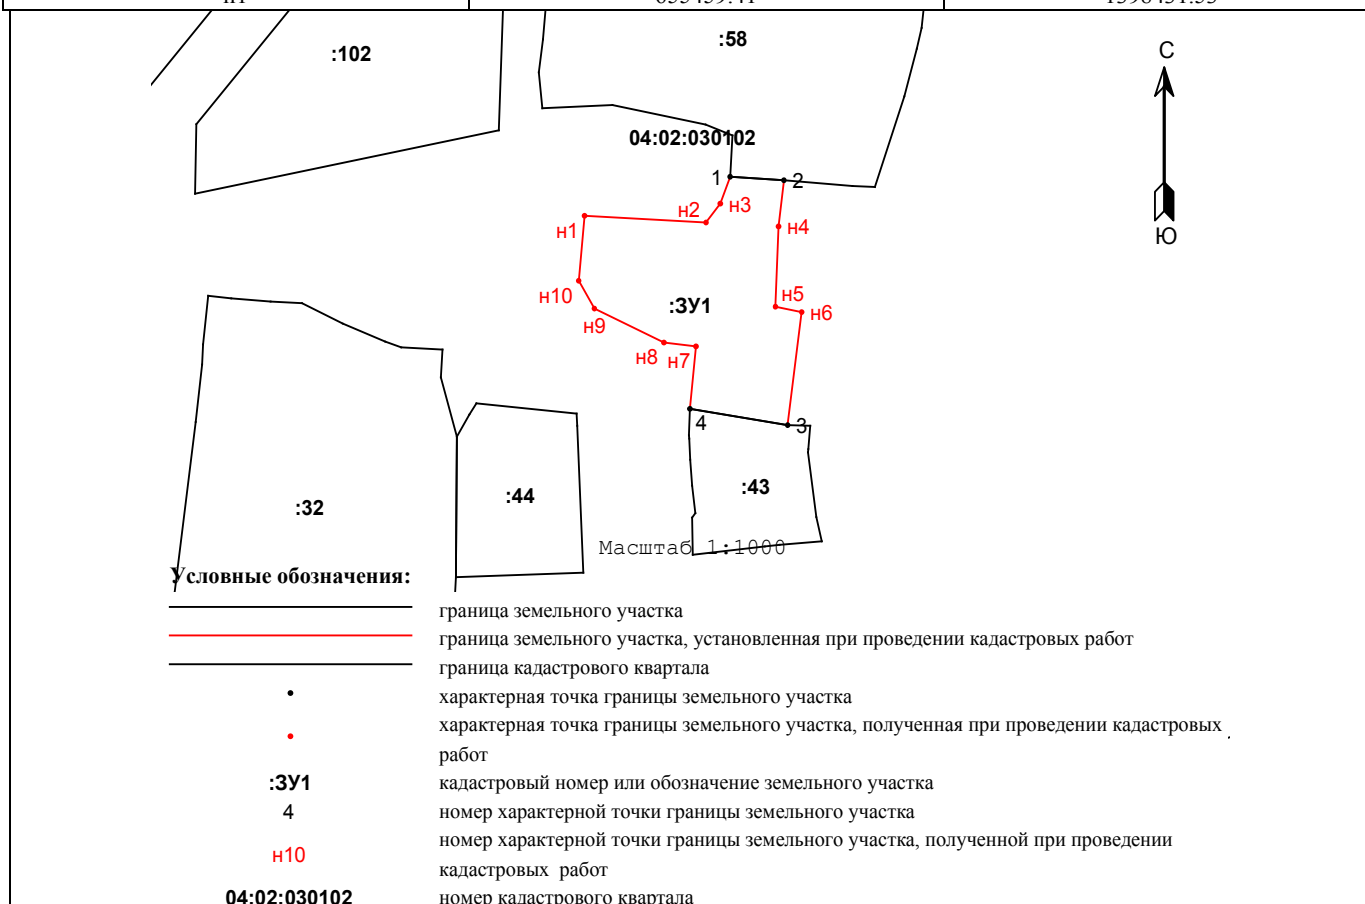 :102
:58
С
04:02:030102
1
2
н3
н2
н1
н4
Ю
н5
н10
:ЗУ1
н6
н9
н8
н7
4
3
:43
:44
:32
Масштаб 1:1000
Условные обозначения:
граница земельного участка
граница земельного участка, установленная при проведении кадастровых работ
граница кадастрового квартала
характерная точка границы земельного участка
характерная точка границы земельного участка, полученная при проведении кадастровых
работ
:ЗУ1 кадастровый номер или обозначение земельного участка
4 номер характерной точки границы земельного участка
н10 номер характерной точки границы земельного участка, полученной при проведении
кадастровых работ
04:02:030102 номер кадастрового квартала